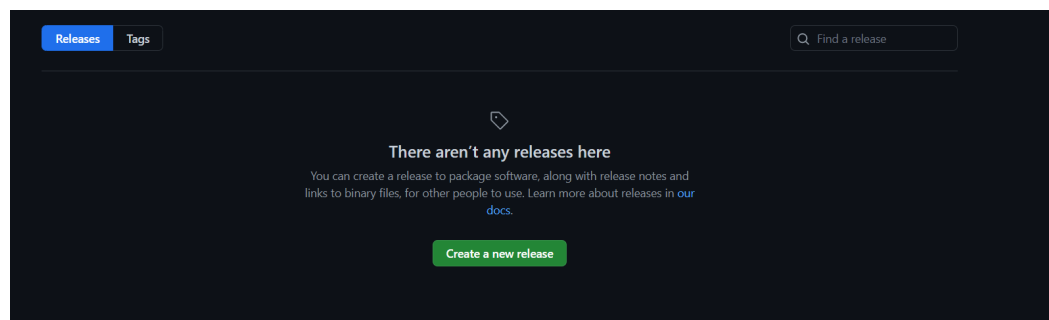 Releases Tags Find a release
There aren't any releases here
You can create a release to package software, along with release notes and
links to binary files, for other people to use. Learn more about releases in our
docs.
Create a new release